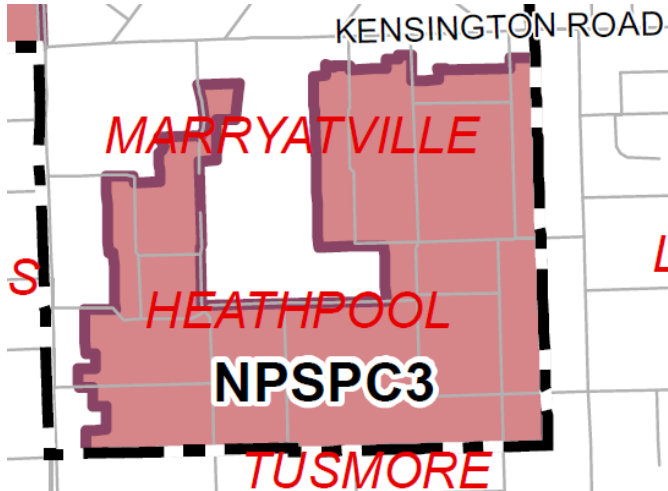 KENSINGTON ROAD
MARRYATVILLE
S
L
HEATHPOOL
NPSPC3
TUSMORE